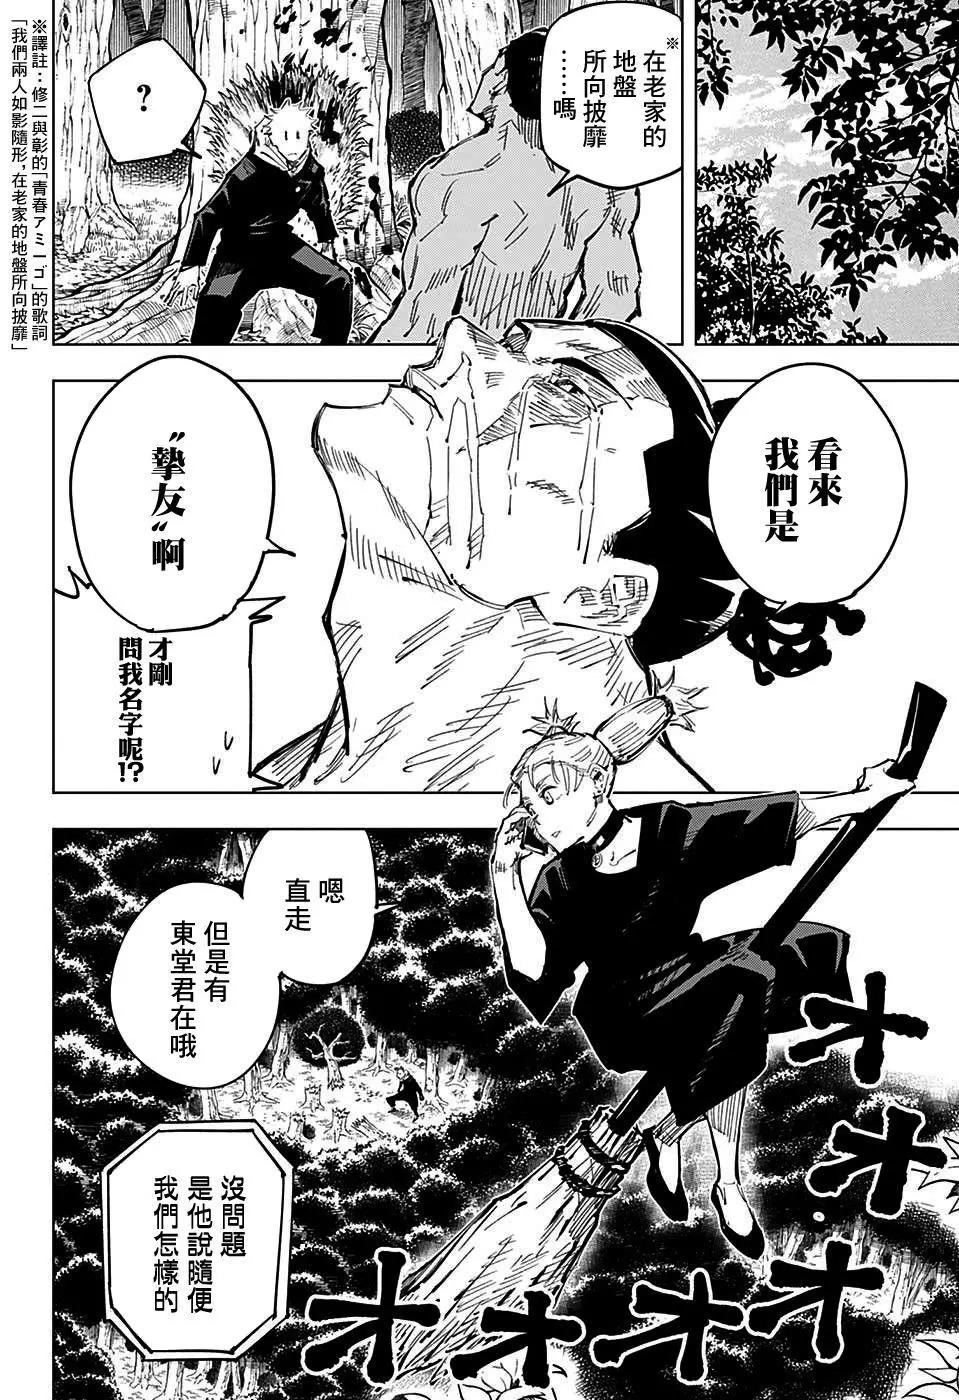 ※
在老家的
地盤
所向披靡
……嗎
?
※譯註：修二與彰的「青春アミーゴ」的歌詞
「我們兩人如影隨形，在老家的地盤所向披靡」
看來
我們是
〝摯友〞啊
才剛
問我名字呢!?
嗯
直走
但是有
東堂君在哦
沒問題
是他說隨便
我們怎樣的
オオオオオオ